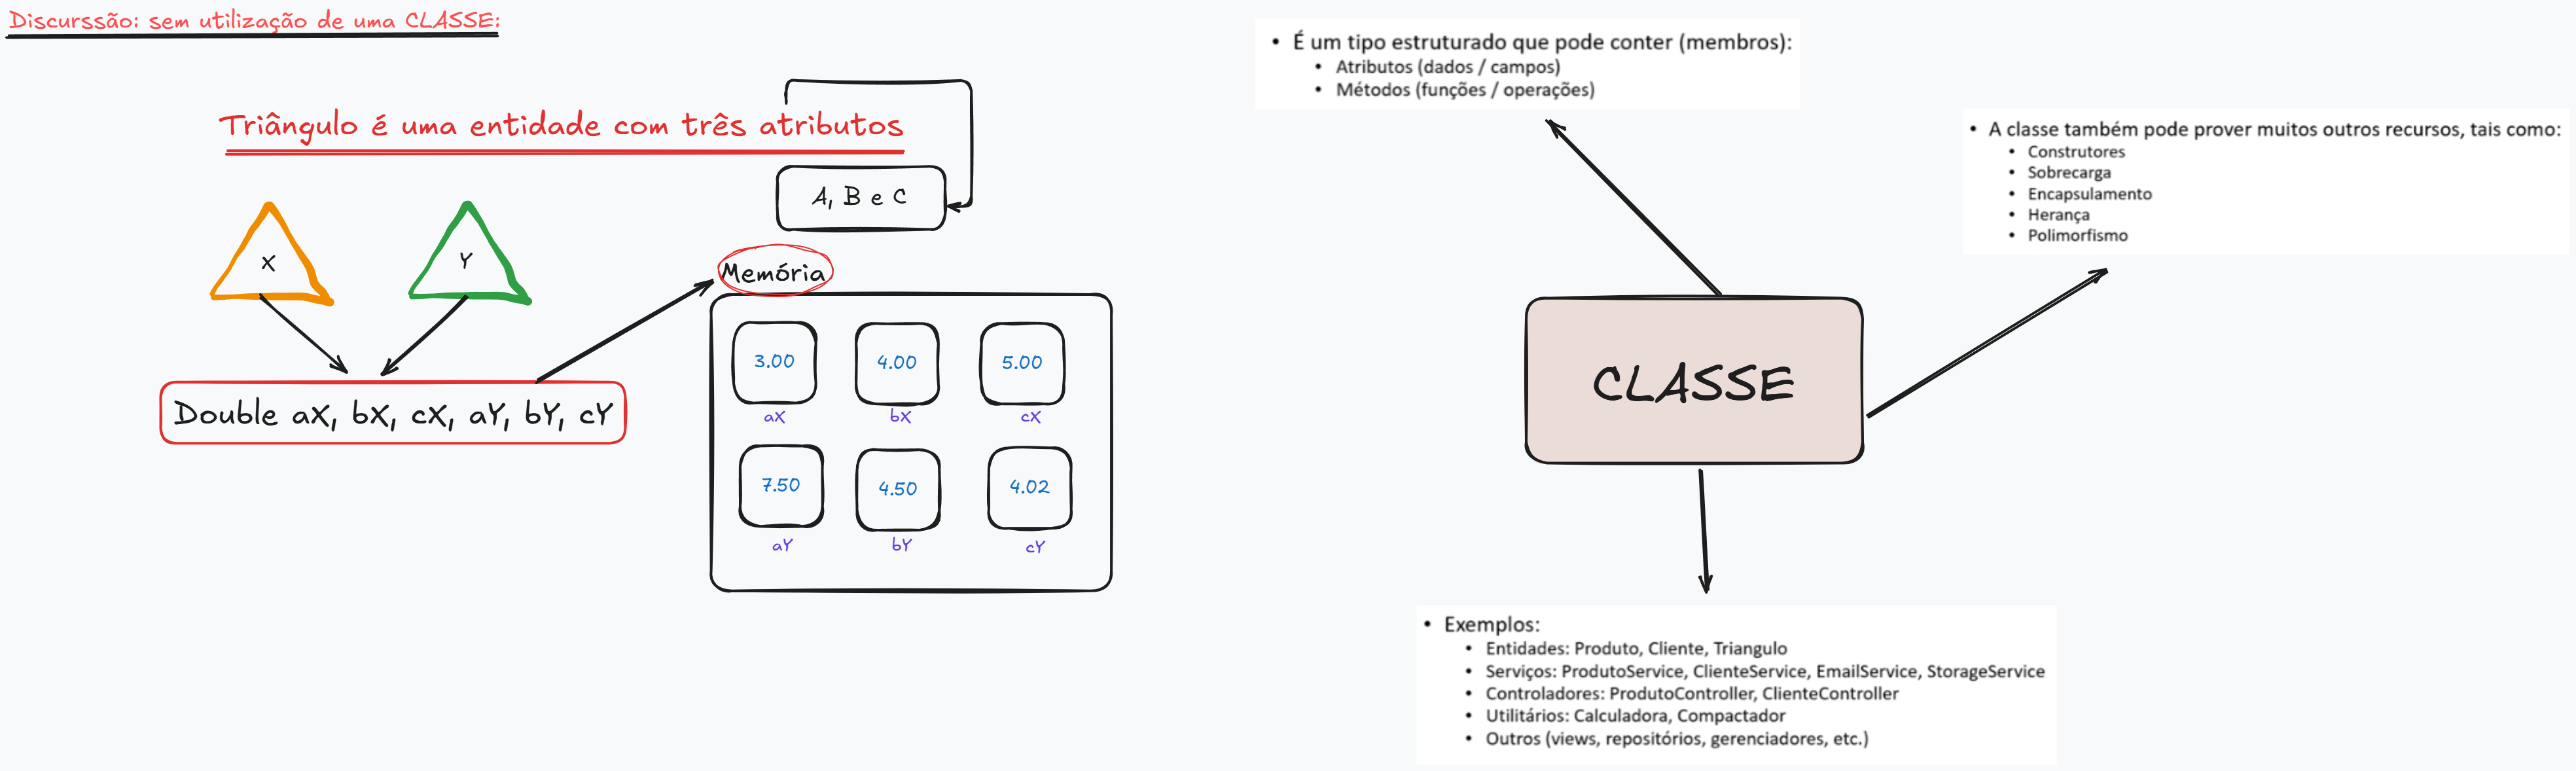 Discurssão: sem utilização de uma CLASSE:
Triângulo é uma entidade com três atributos
A, B e C
X
Y
Double aX, bX, cX, aY, bY, cY
Memória
3.00
4.00
5.00
aX
bX
cX
7.50
4.50
4.02
aY
bY
cY
• É um tipo estruturado que pode conter (membros):
• Atributos (dados / campos)
• Métodos (funções / operações)
• A classe também pode prover muitos outros recursos, tais como:
• Construtores
• Sobrecarga
• Encapsulamento
• Herança
• Polimorfismo
CLASSE
• Exemplos:
• Entidades: Produto, Cliente, Triangulo
• Serviços: ProdutoService, ClienteService, EmailService, StorageService
• Controladores: ProdutoController, ClienteController
• Utilitários: Calculadora, Compactador
• Outros (views, repositórios, gerenciadores, etc.)